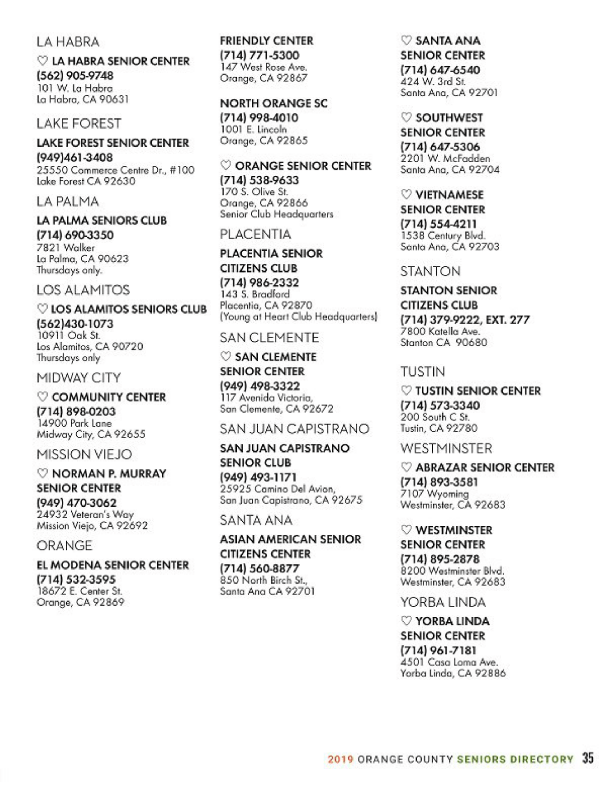 LA HABRA
♡ LA HABRA SENIOR CENTER
(562) 905-9748
101 W. La Habra
La Habra, CA 90631
LAKE FOREST
LAKE FOREST SENIOR CENTER
(949)461-3408
25550 Commerce Centre Dr., #100
Lake Forest CA 92630
LA PALMA
LA PALMA SENIORS CLUB
(714) 690-3350
7821 Walker
La Palma, CA 90623
Thursdays only.
LOS ALAMITOS
♡ LOS ALAMITOS SENIORS CLUB
(562)430-1073
10911 Oak St.
Los Alamitos, CA 90720
Thursdays only
MIDWAY CITY
♡ COMMUNITY CENTER
(714) 898-0203
14900 Park Lane
Midway City, CA 92655
MISSION VIEJO
♡ NORMAN P. MURRAY
SENIOR CENTER
(949) 470-3062
24932 Veteran's Way
Mission Viejo, CA 92692
ORANGE
EL MODENA SENIOR CENTER
(714) 532-3595
18672 E. Center St.
Orange, CA 92869
FRIENDLY CENTER
(714) 771-5300
147 West Rose Ave.
Orange, CA 92867
NORTH ORANGE SC
(714) 998-4010
1001 E. Lincoln
Orange, CA 92865
♡ ORANGE SENIOR CENTER
(714) 538-9633
170 S. Olive St.
Orange, CA 92866
Senior Club Headquarters
PLACENTIA
PLACENTIA SENIOR
CITIZENS CLUB
(714) 986-2332
143 S. Bradford
Placentia, CA 92870
(Young at Heart Club Headquarters)
SAN CLEMENTE
♡ SAN CLEMENTE
SENIOR CENTER
(949) 498-3322
117 Avenida Victoria,
San Clemente, CA 92672
SAN JUAN CAPISTRANO
SAN JUAN CAPISTRANO
SENIOR CLUB
(949) 493-1171
25925 Camino Del Avion,
San Juan Capistrano, CA 92675
SANTA ANA
ASIAN AMERICAN SENIOR
CITIZENS CENTER
(714) 560-8877
850 North Birch St.,
Santa Ana CA 92701
♡ SANTA ANA
SENIOR CENTER
(714) 647-6540
424 W. 3rd St.
Santa Ana, CA 92701
♡ SOUTHWEST
SENIOR CENTER
(714) 647-5306
2201 W. McFadden
Santa Ana, CA 92704
♡ VIETNAMESE
SENIOR CENTER
(714) 554-4211
1538 Century Blvd.
Santa Ana, CA 92703
STANTON
STANTON SENIOR
CITIZENS CLUB
(714) 379-9222, EXT. 277
7800 Katella Ave.
Stanton CA 90680
TUSTIN
♡ TUSTIN SENIOR CENTER
(714) 573-3340
200 South C St.
Tustin, CA 92780
WESTMINSTER
♡ ABRAZAR SENIOR CENTER
(714) 893-3581
7107 Wyoming
Westminster, CA 92683
♡ WESTMINSTER
SENIOR CENTER
(714) 895-2878
8200 Westminster Blvd.
Westminster, CA 92683
YORBA LINDA
♡ YORBA LINDA
SENIOR CENTER
(714) 961-7181
4501 Casa Loma Ave.
Yorba Linda, CA 92886
2019 ORANGE COUNTY SENIORS DIRECTORY 35